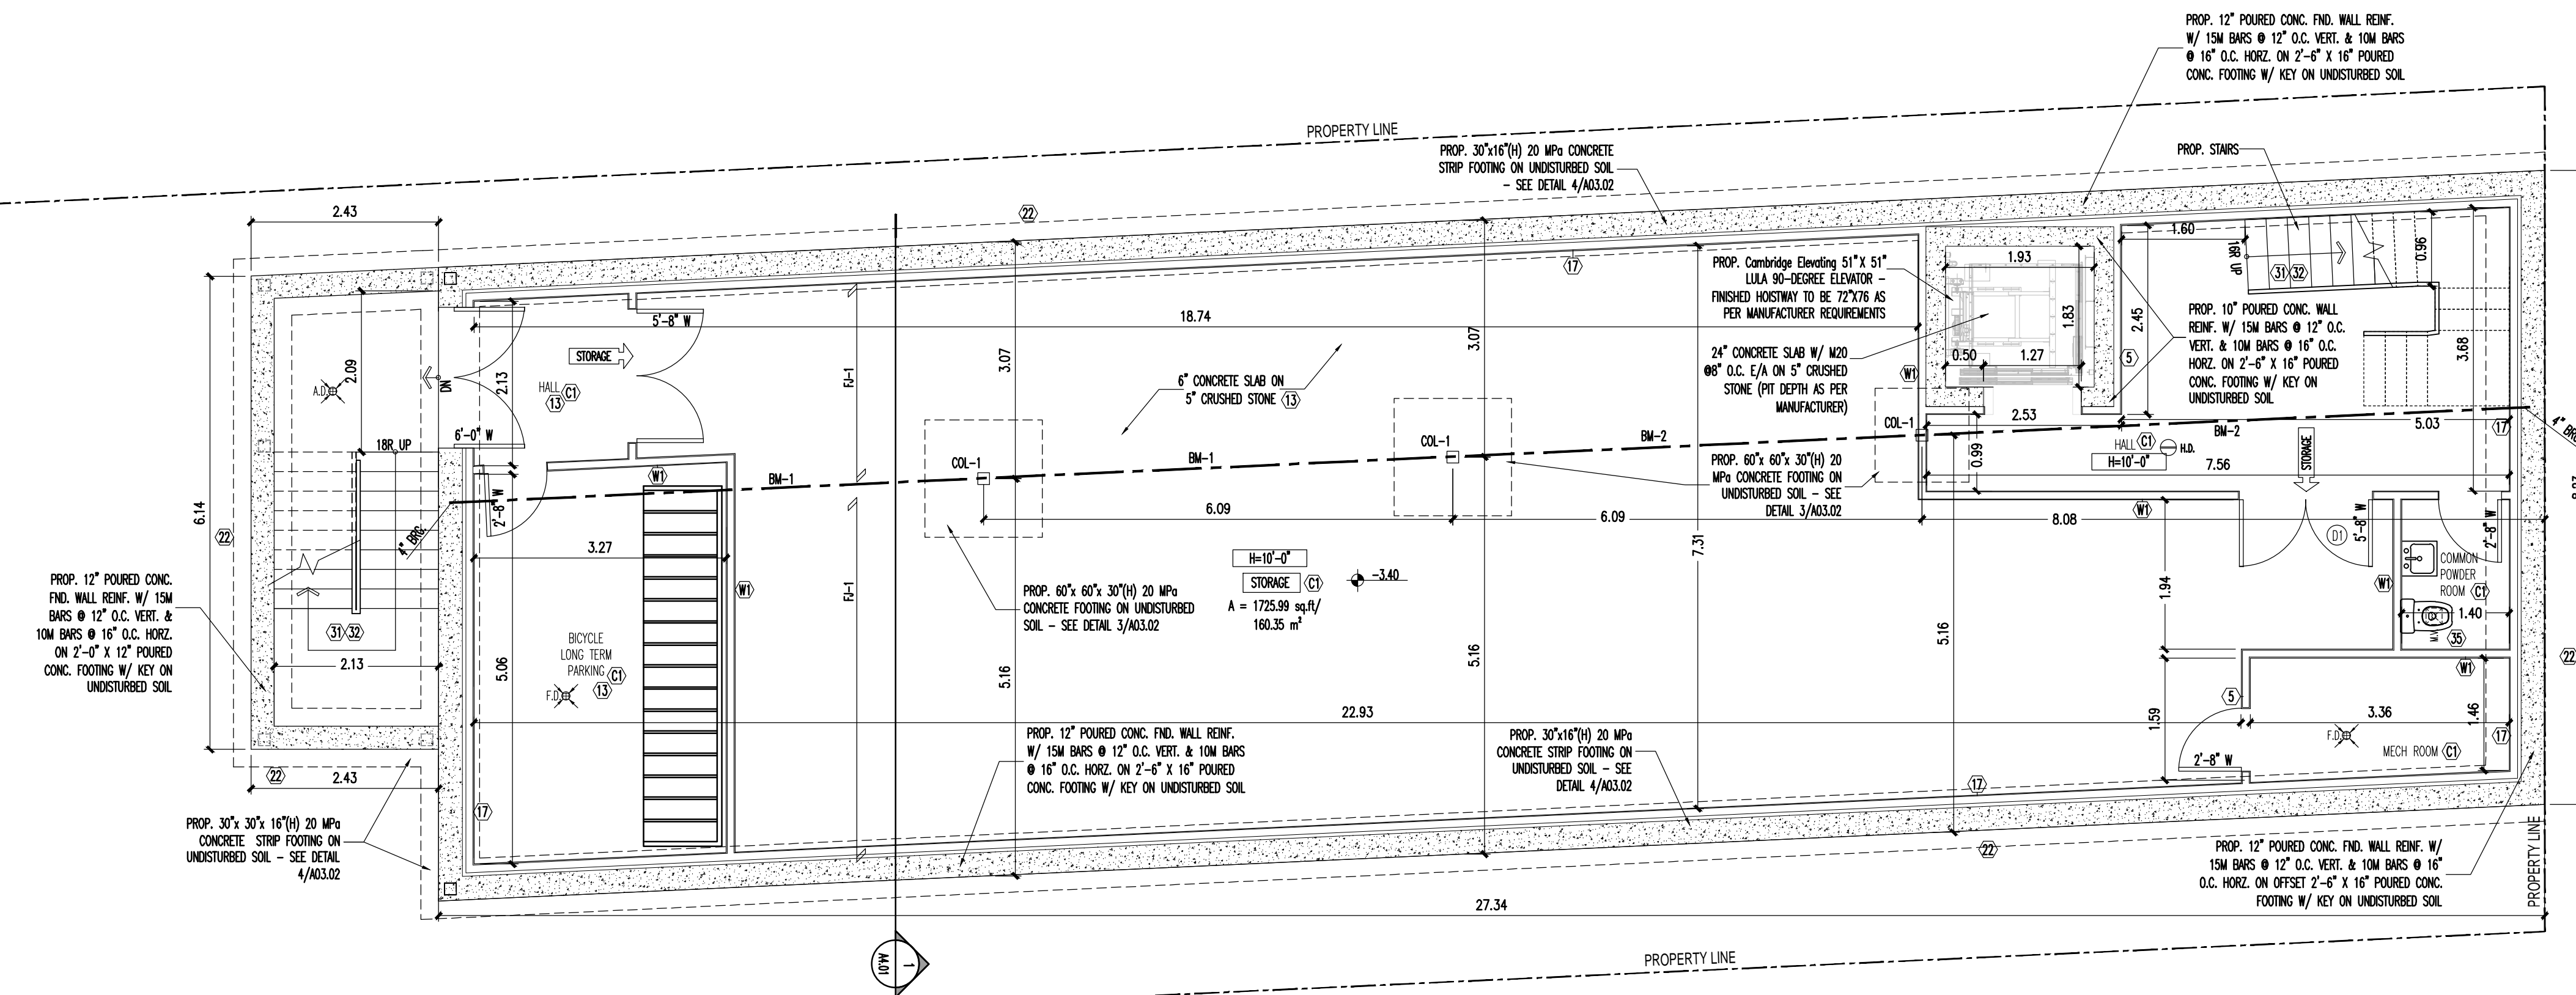 PROP. 12" POURED CONC. FND. WALL REINF.
W/ 15M BARS @ 12" O.C. VERT. & 10M BARS
@ 16" O.C. HORZ. ON 2'-6" X 16" POURED
CONC. FOOTING W/ KEY ON UNDISTURBED SOIL
PROPERTY LINE
PROP. 30"x16"(H) 20 MPa CONCRETE
STRIP FOOTING ON UNDISTURBED SOIL
- SEE DETAIL 4/A03.02
PROP. STAIRS
2.43
22
17
PROP. Cambridge Elevating 51"X 51"
LULA 90-DEGREE ELEVATOR -
FINISHED HOISTWAY TO BE 72"X76 AS
PER MANUFACTURER REQUIREMENTS
1.93
1.83
0.50
1.27
1.60
16R UP
31
32
0.96
2.45
3.68
5
PROP. 10" POURED CONC. WALL
REINF. W/ 15M BARS @ 12" O.C.
VERT. & 10M BARS @ 16" O.C.
HORZ. ON 2'-6" X 16" POURED
CONC. FOOTING W/ KEY ON
UNDISTURBED SOIL
24" CONCRETE SLAB W/ M20
@8" O.C. E/A ON 5" CRUSHED
STONE (PIT DEPTH AS PER
MANUFACTURER)
W1
18.74
5'-8" W
STORAGE
HALL
C1
13
2.13
2.09
A.D.
DN
6'-0" W
18R UP
FJ-1
3.07
3.07
6" CONCRETE SLAB ON
5" CRUSHED STONE
13
COL-1
BM-1
COL-1
BM-2
COL-1
BM-2
2.53
5.03
17
HALL
C1
H.D.
H=10'-0"
STORAGE
7.56
0.99
BM-1
W1
2'-8" W
4" BRG.
6.14
22
6.09
6.09
8.08
PROP. 60"x 60"x 30"(H) 20
MPa CONCRETE FOOTING ON
UNDISTURBED SOIL - SEE
DETAIL 3/A03.02
3.27
W1
FJ-1
7.31
H=10'-0"
STORAGE
C1
-3.40
A = 1725.99 sq.ft/
160.35 m²
PROP. 60"x 60"x 30"(H) 20 MPa
CONCRETE FOOTING ON UNDISTURBED
SOIL - SEE DETAIL 3/A03.02
W1
D1
5'-8" W
2'-8" W
COMMON
POWDER
ROOM
C1
W1
1.40
35
1.94
W1
22
PROP. 12" POURED CONC.
FND. WALL REINF. W/ 15M
BARS @ 12" O.C. VERT. &
10M BARS @ 16" O.C. HORZ.
ON 2'-0" X 12" POURED
CONC. FOOTING W/ KEY ON
UNDISTURBED SOIL
31
32
2.13
BICYCLE
LONG TERM
PARKING
C1
13
F.D.
5.06
5.16
5.16
5.16
22.93
1.59
5
3.36
1.46
17
F.D.
MECH ROOM
C1
2'-8" W
PROP. 12" POURED CONC. FND. WALL REINF.
W/ 15M BARS @ 12" O.C. VERT. & 10M BARS
@ 16" O.C. HORZ. ON 2'-6" X 16" POURED
CONC. FOOTING W/ KEY ON UNDISTURBED SOIL
PROP. 30"x16"(H) 20 MPa
CONCRETE STRIP FOOTING ON
UNDISTURBED SOIL - SEE
DETAIL 4/A03.02
22
2.43
17
17
22
PROP. 30"x 30"x 16"(H) 20 MPa
CONCRETE STRIP FOOTING ON
UNDISTURBED SOIL - SEE DETAIL
4/A03.02
PROP. 12" POURED CONC. FND. WALL REINF. W/
15M BARS @ 12" O.C. VERT. & 10M BARS @ 16"
O.C. HORZ. ON OFFSET 2'-6" X 16" POURED CONC.
FOOTING W/ KEY ON UNDISTURBED SOIL
PROPERTY LINE
27.34
1
A4.01
PROPERTY LINE